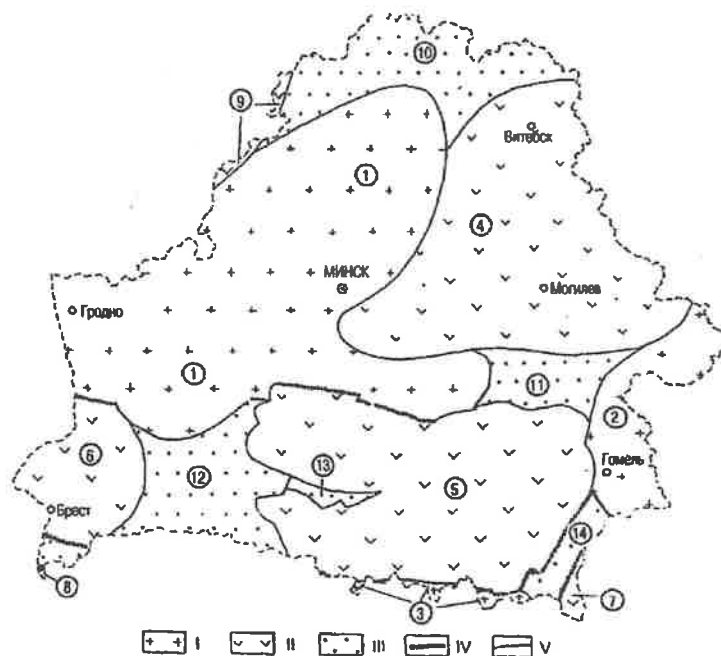 10
9
Витебск
1
4
МИНСК
Могилев
Гродно
1
11
2
6
13
Гомель
12
5
Брест
14
8
3
7
I II III IV V